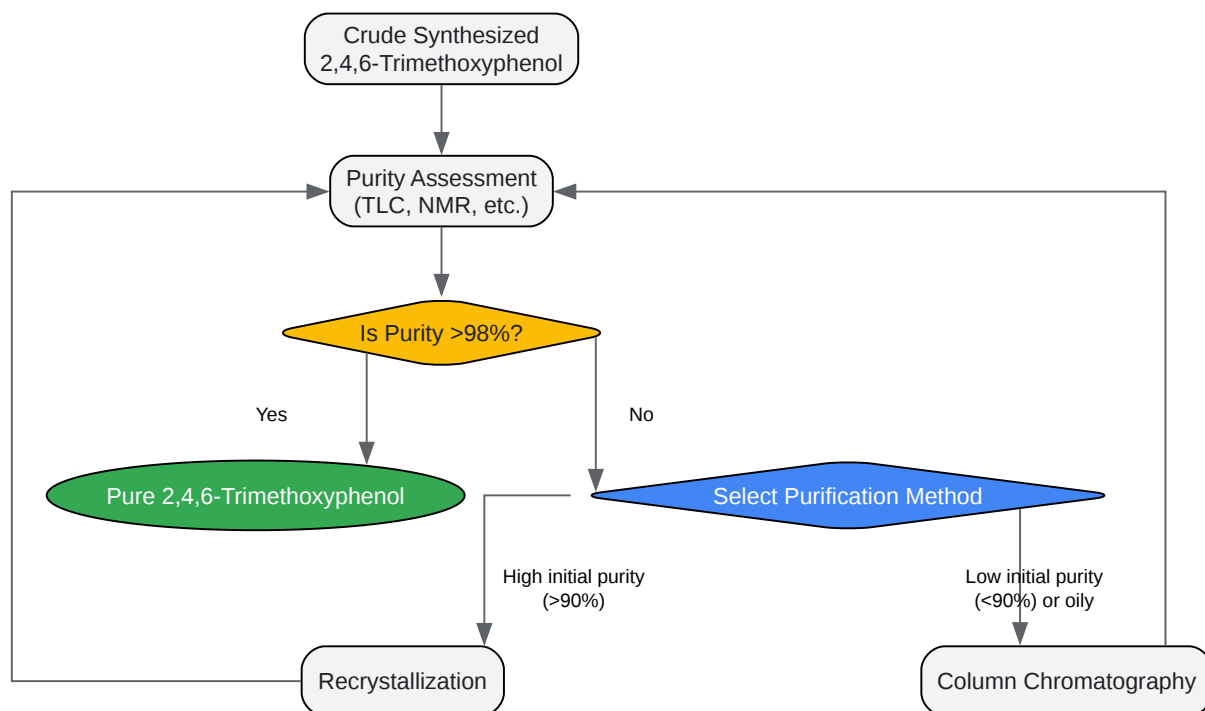 Crude Synthesized
2,4,6-Trimethoxyphenol
Purity Assessment
(TLC, NMR, etc.)
Is Purity >98%?
Yes
No
Pure 2,4,6-Trimethoxyphenol
Select Purification Method
High initial purity
(>90%)
Low initial purity
(<90%) or oily
Recrystallization
Column Chromatography